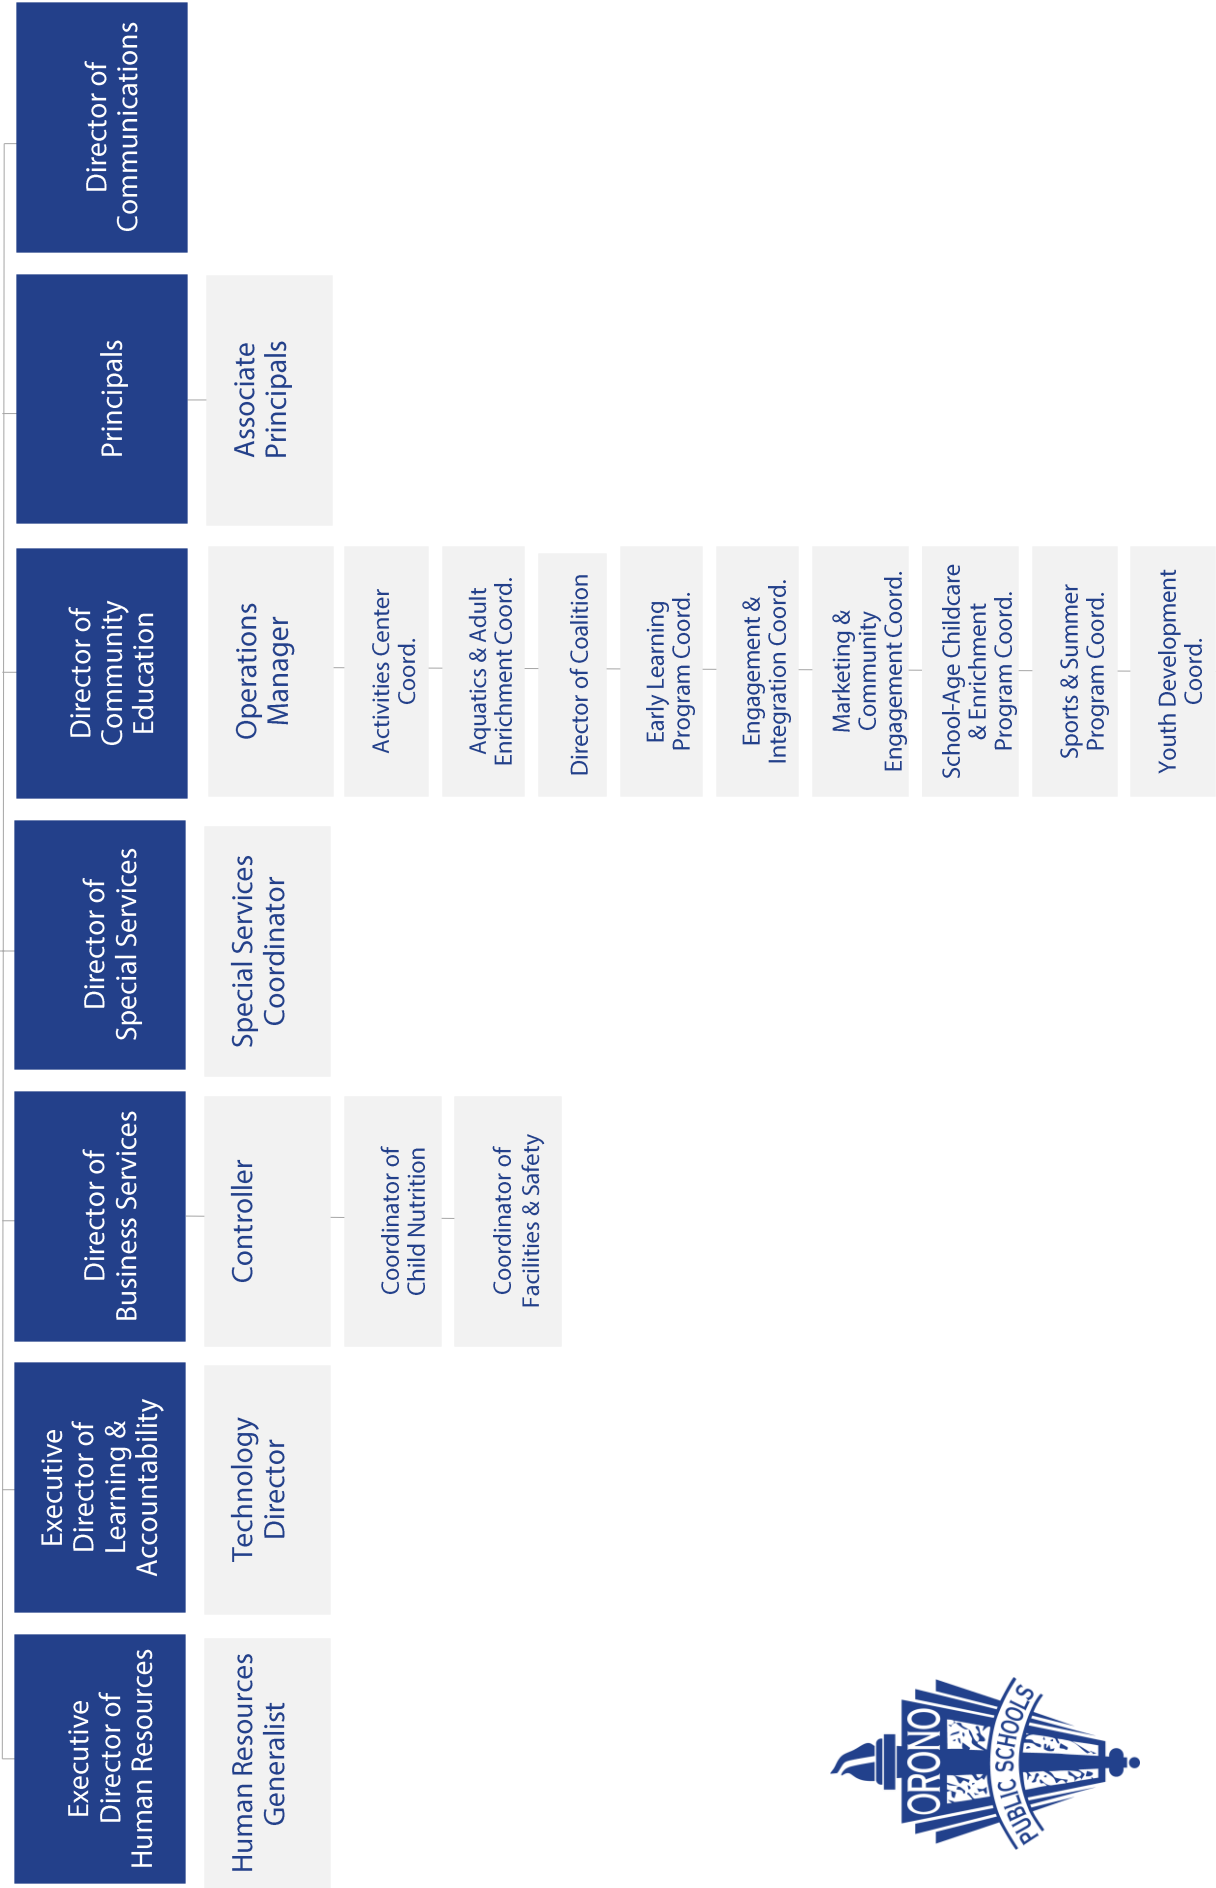 Executive
Director of
Human Resources
Human Resources
Generalist
Executive
Director of
Learning &
Accountability
Technology
Director
Director of
Business Services
Controller
Coordinator of
Child Nutrition
Coordinator of
Facilities & Safety
Director of
Special Services
Special Services
Coordinator
Director of
Community
Education
Operations
Manager
Activities Center
Coord.
Aquatics & Adult
Enrichment Coord.
Director of Coalition
Early Learning
Program Coord.
Engagement &
Integration Coord.
Marketing &
Community
Engagement Coord.
School-Age Childcare
& Enrichment
Program Coord.
Sports & Summer
Program Coord.
Youth Development
Coord.
Principals
Associate
Principals
Director of
Communications
ORONO
PUBLIC SCHOOLS